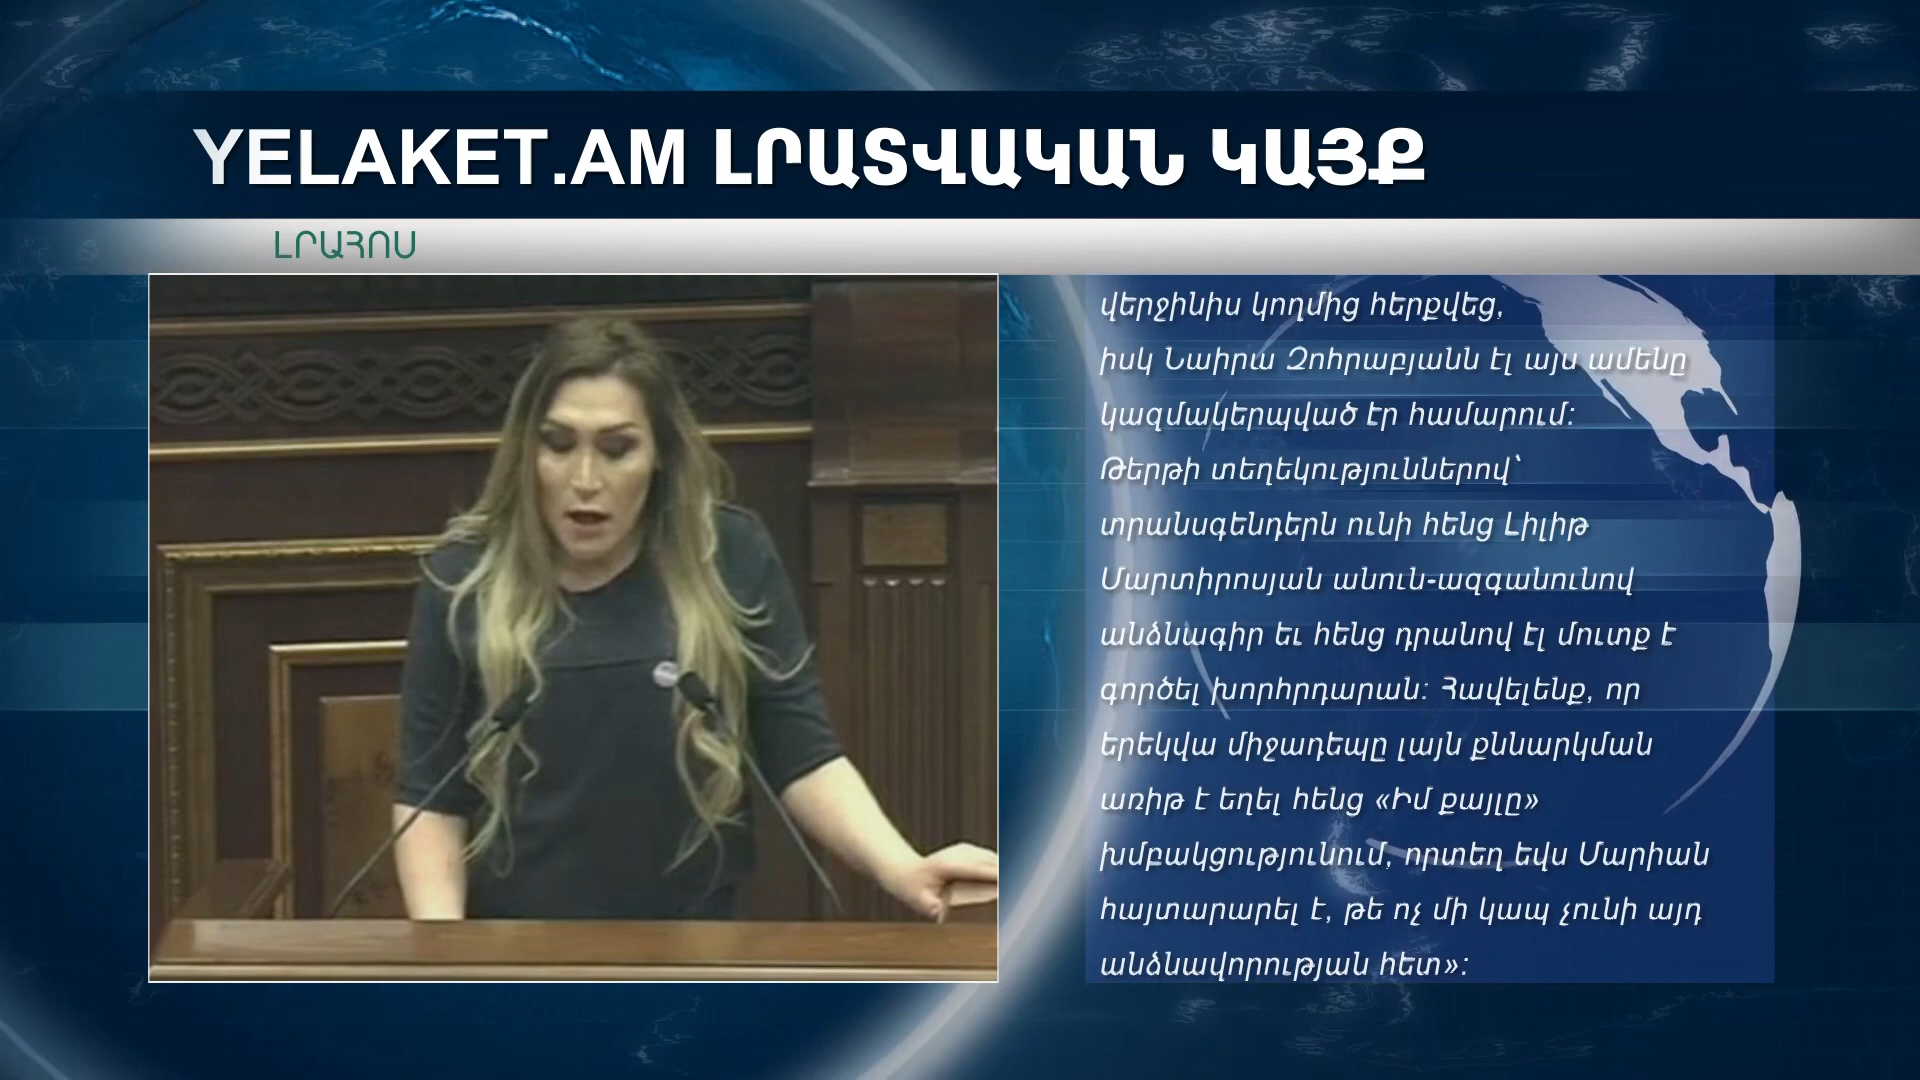 YELAKET.AM ԼՐԱՏՎԱԿԱՆ ԿԱՅՔ
ԼՐԱՀՈՍ
վերջինիս կողմից հերքվեց,
իսկ Նաիրա Զոհրաբյանն էլ այս ամենը
կազմակերպված էր համարում:
Թերթի տեղեկություններով՝
տրանսգենդերն ունի հենց Լիլիթ
Մարտիրոսյան անուն-ազգանունով
անձնագիր եւ հենց դրանով էլ մուտք է
գործել խորհրդարան: Հավելենք, որ
երեկվա միջադեպը լայն քննարկման
առիթ է եղել հենց «Իմ քայլը»
խմբակցությունում, որտեղ եվս Մարիան
հայտարարել է, թե ոչ մի կապ չունի այդ
անձնավորության հետ»: